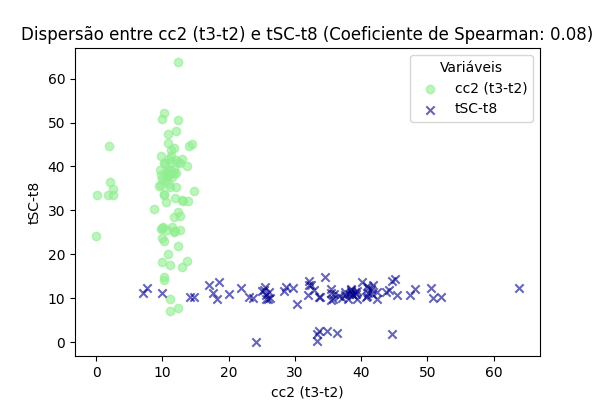 Dispersão entre cc2 (t3-t2) e tSC-t8 (Coeficiente de Spearman: 0.08)
Variáveis
cc2 (t3-t2)
tSC-t8
tSC-t8
60
50
40
30
20
10
0
0 10 20 30 40 50 60
cc2 (t3-t2)